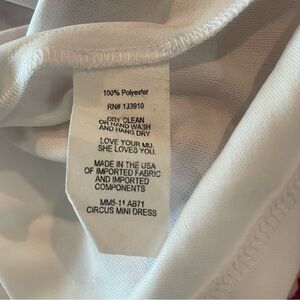 100% Polyester
RN# 133910
DRY CLEAN
OR HAND WASH
AND HANG DRY
LOVE YOUR MU.
SHE LOVES YOU.
MADE IN THE USA
OF IMPORTED FABRIC
AND IMPORTED
COMPONENTS
MM5-11 AB71
CIRCUS MINI DRESS